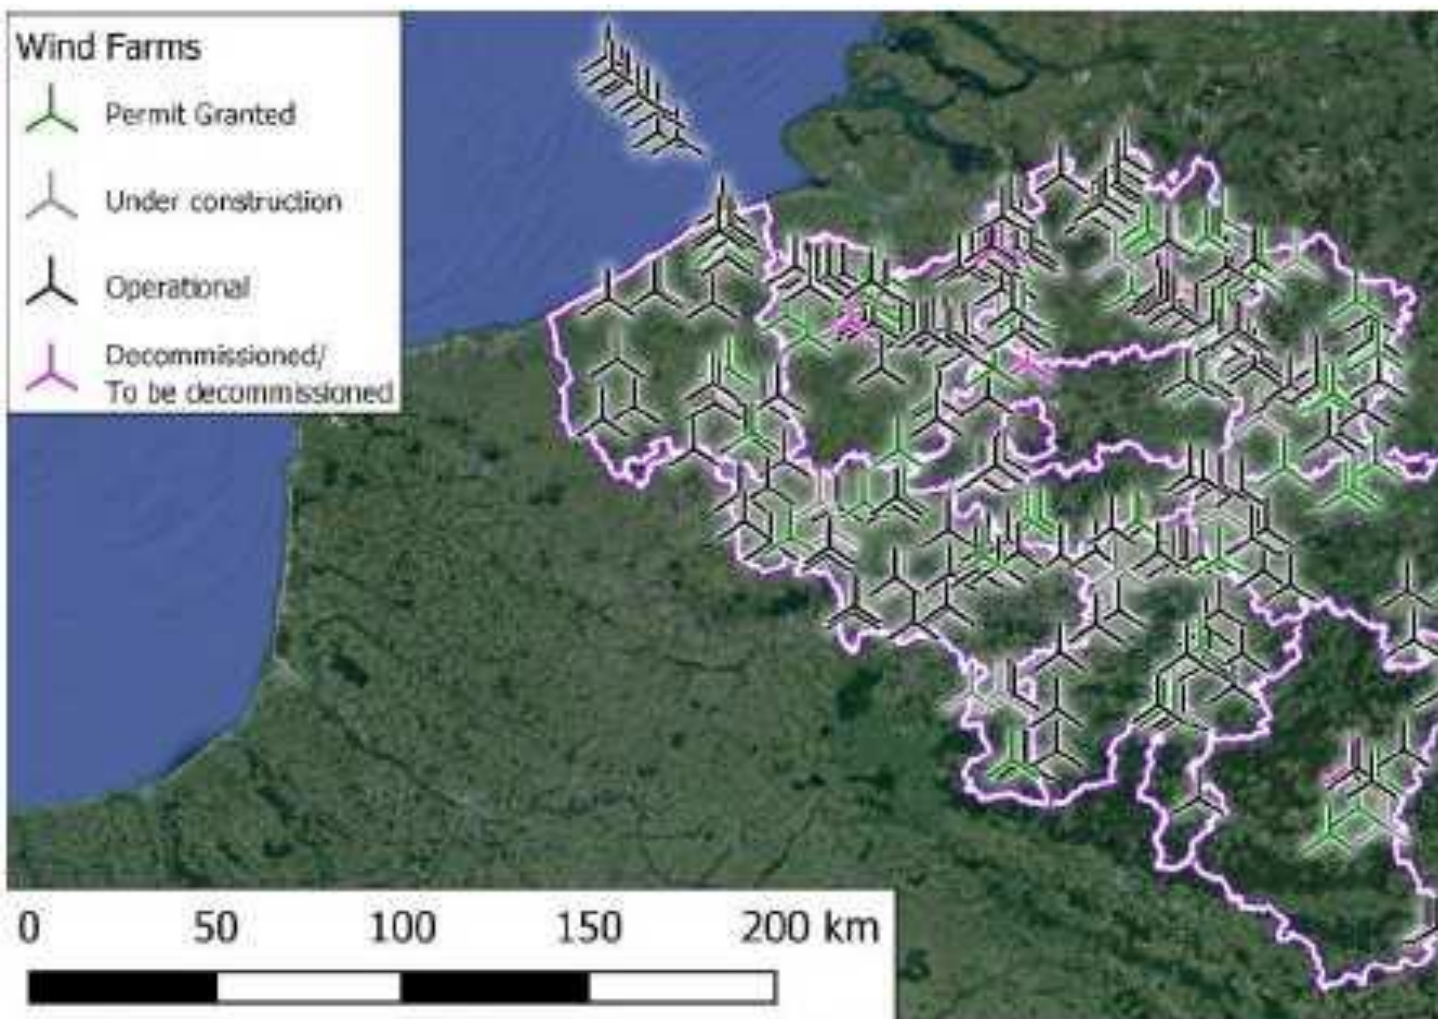 Wind Farms
Permit Granted
Under construction
Operational
Decommissioned/
To be decommissioned
0 50 100 150 200 km